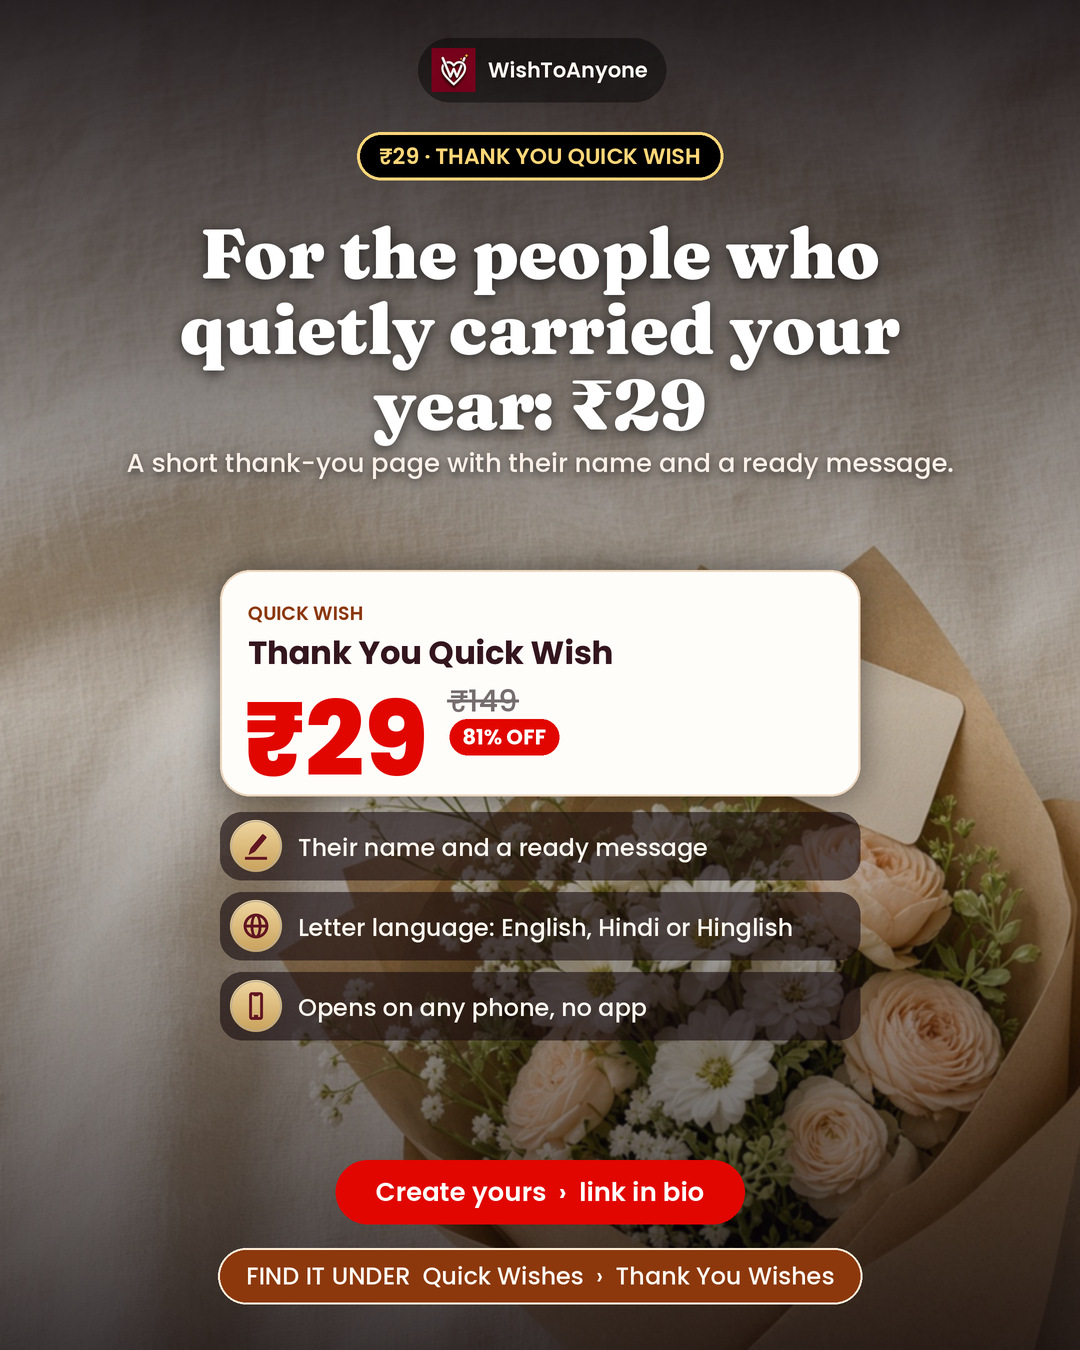 WishToAnyone
₹29 · THANK YOU QUICK WISH
For the people who
quietly carried your
year: ₹29
A short thank-you page with their name and a ready message.
QUICK WISH
Thank You Quick Wish
₹29
₹149
81% OFF
Their name and a ready message
Letter language: English, Hindi or Hinglish
Opens on any phone, no app
Create yours › link in bio
FIND IT UNDER Quick Wishes › Thank You Wishes